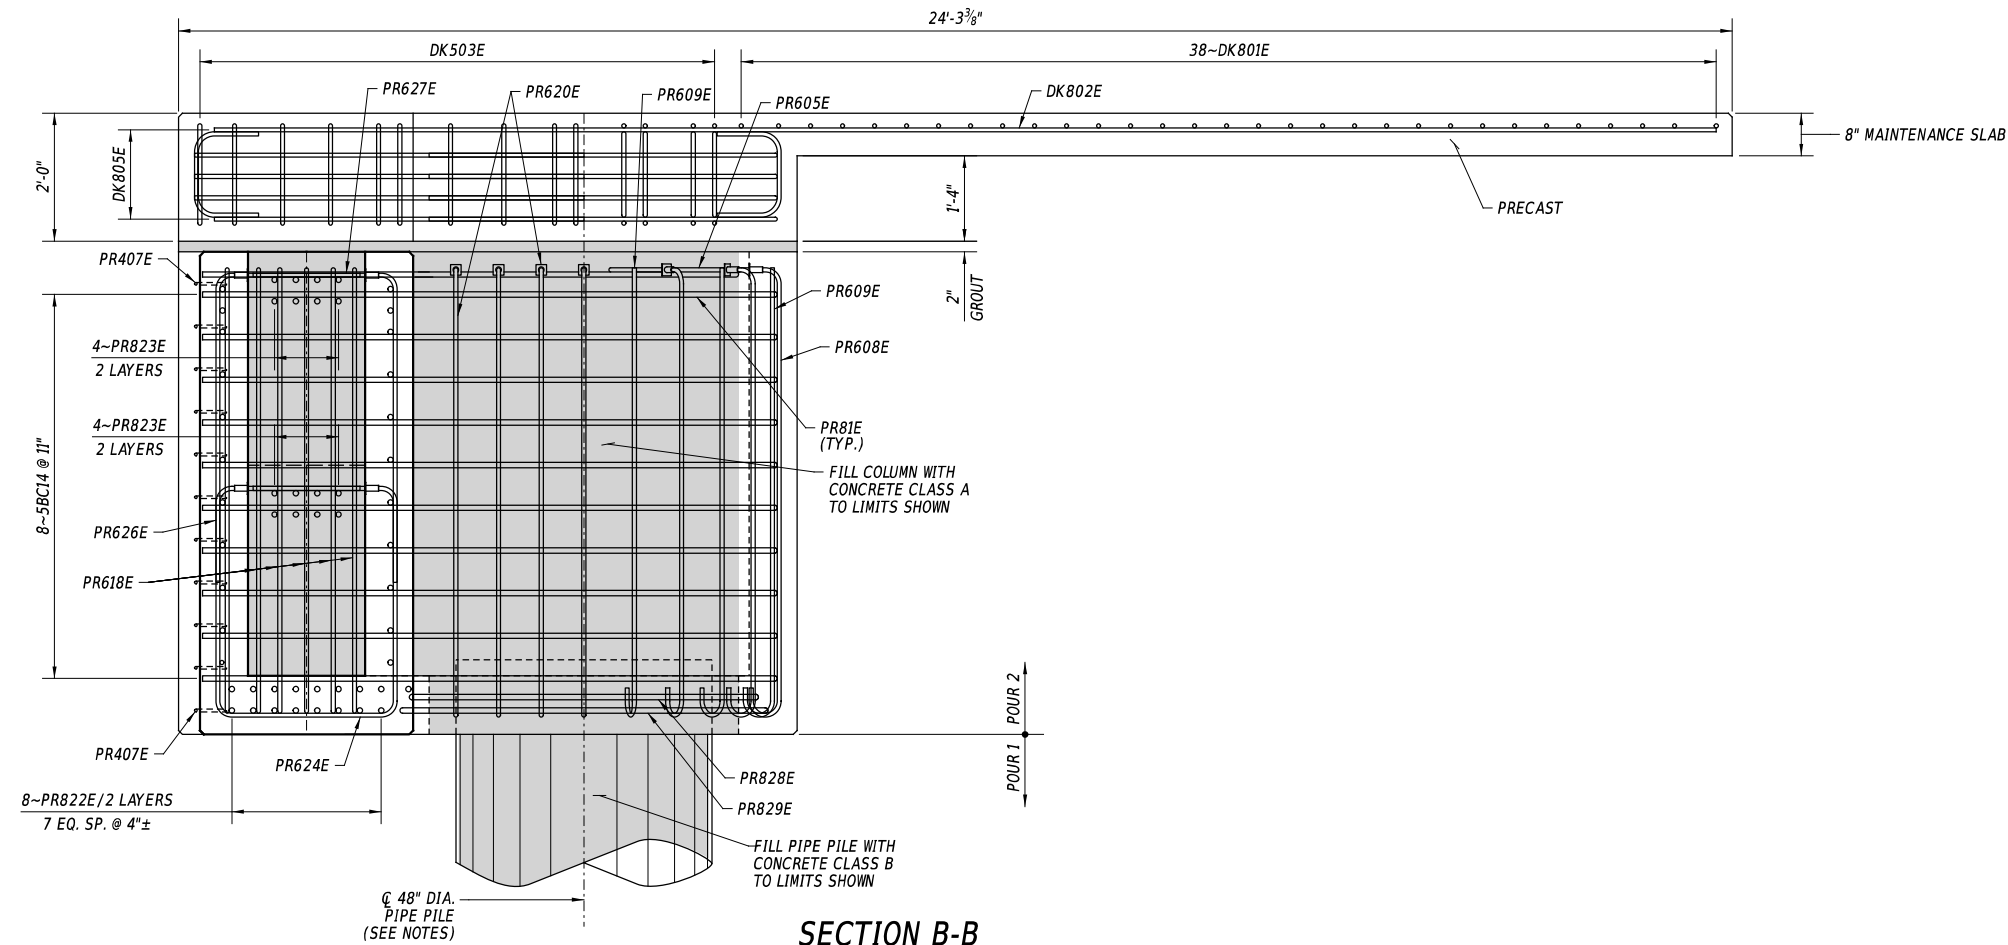 24'-3⅜"
DK503E
38~DK801E
PR627E
PR620E
PR609E
PR605E
DK802E
8" MAINTENANCE SLAB
2'-0"
DK805E
1'-4"
PRECAST
PR407E
2"
GROUT
PR609E
4~PR823E
2 LAYERS
PR608E
4~PR823E
2 LAYERS
PR81E
(TYP.)
8~5BC14 @ 11"
FILL COLUMN WITH
CONCRETE CLASS A
TO LIMITS SHOWN
PR626E
PR618E
POUR 2
POUR 1
PR407E
PR624E
PR828E
PR829E
8~PR822E/2 LAYERS
7 EQ. SP. @ 4"±
FILL PIPE PILE WITH
CONCRETE CLASS B
TO LIMITS SHOWN
℄ 48" DIA.
PIPE PILE
(SEE NOTES)
SECTION B-B